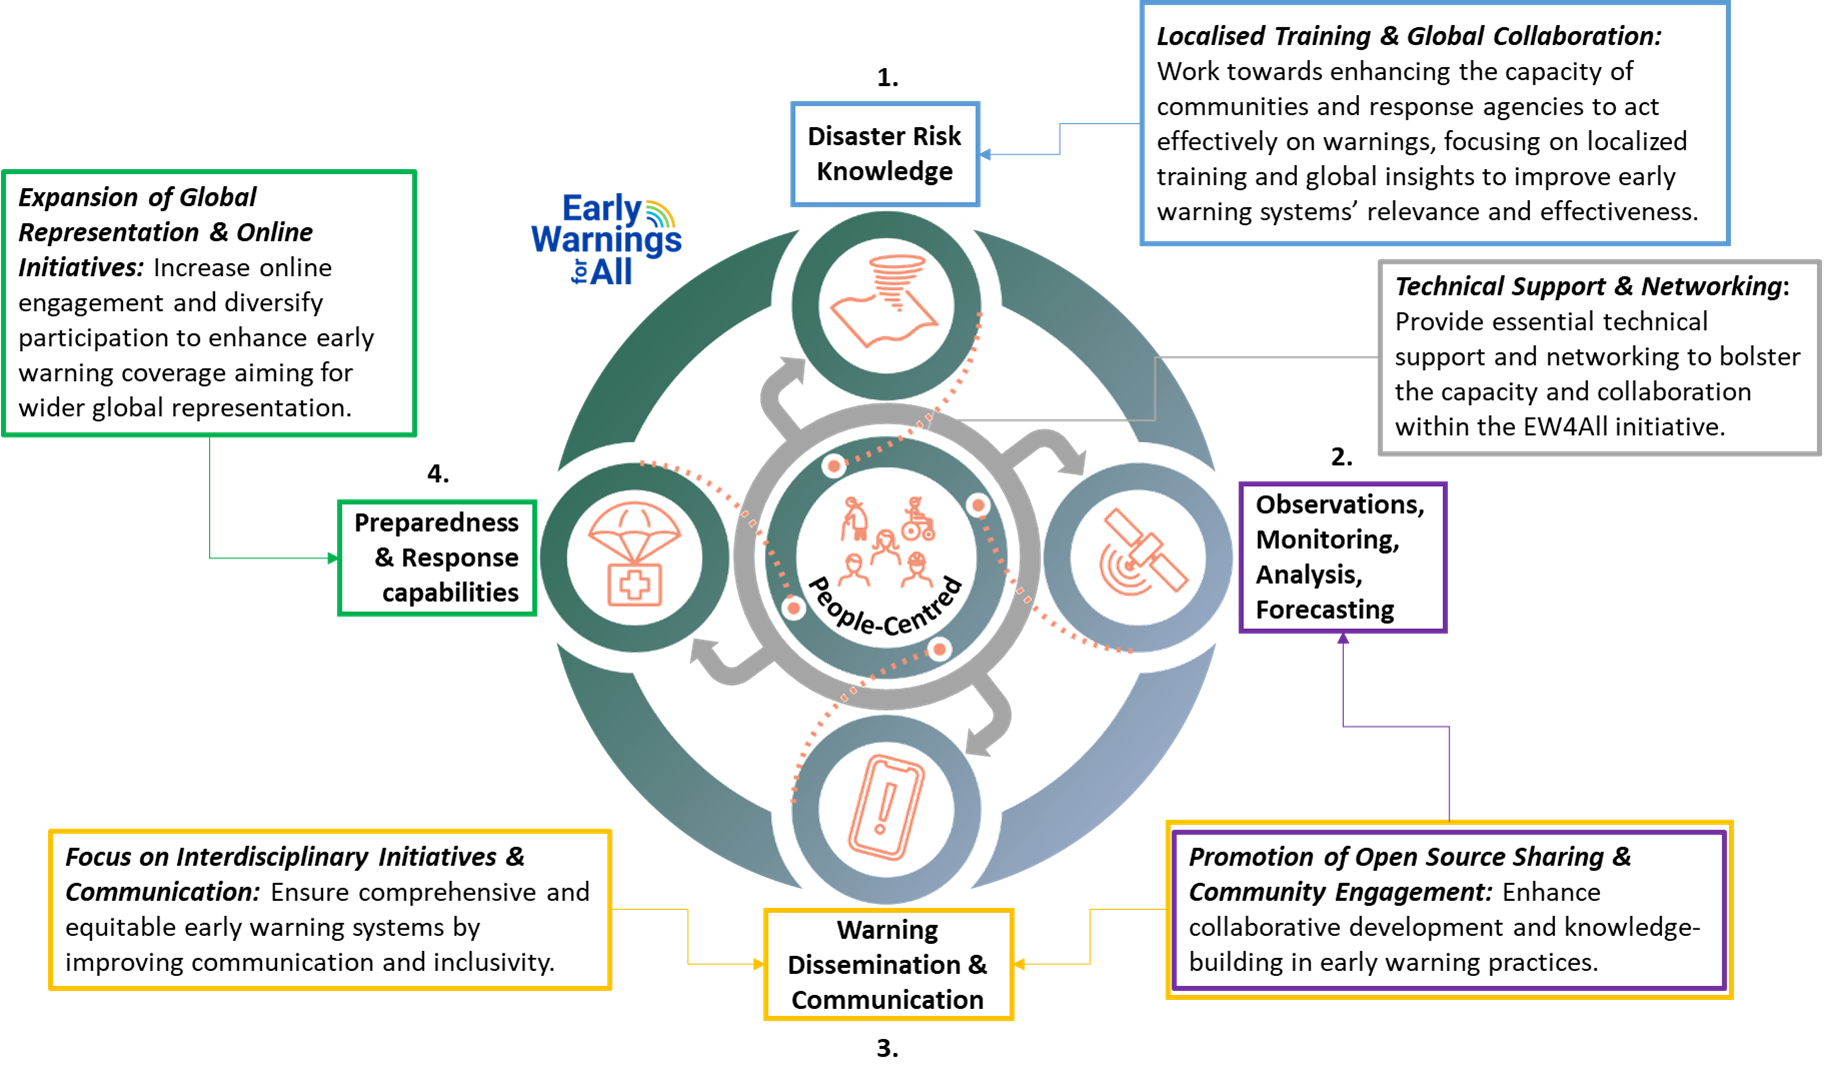 Localised Training & Global Collaboration:
Work towards enhancing the capacity of
communities and response agencies to act
effectively on warnings, focusing on localized
training and global insights to improve early
warning systems’ relevance and effectiveness.
1.
Disaster Risk
Knowledge
Expansion of Global
Representation & Online
Initiatives: Increase online
engagement and diversify
participation to enhance early
warning coverage aiming for
wider global representation.
Early
Warnings
for All
Technical Support & Networking:
Provide essential technical
support and networking to bolster
the capacity and collaboration
within the EW4All initiative.
4.
Preparedness
& Response
capabilities
2.
Observations,
Monitoring,
Analysis,
Forecasting
People-Centred
Focus on Interdisciplinary Initiatives &
Communication: Ensure comprehensive and
equitable early warning systems by
improving communication and inclusivity.
Warning
Dissemination &
Communication
3.
Promotion of Open Source Sharing &
Community Engagement: Enhance
collaborative development and knowledge-
building in early warning practices.